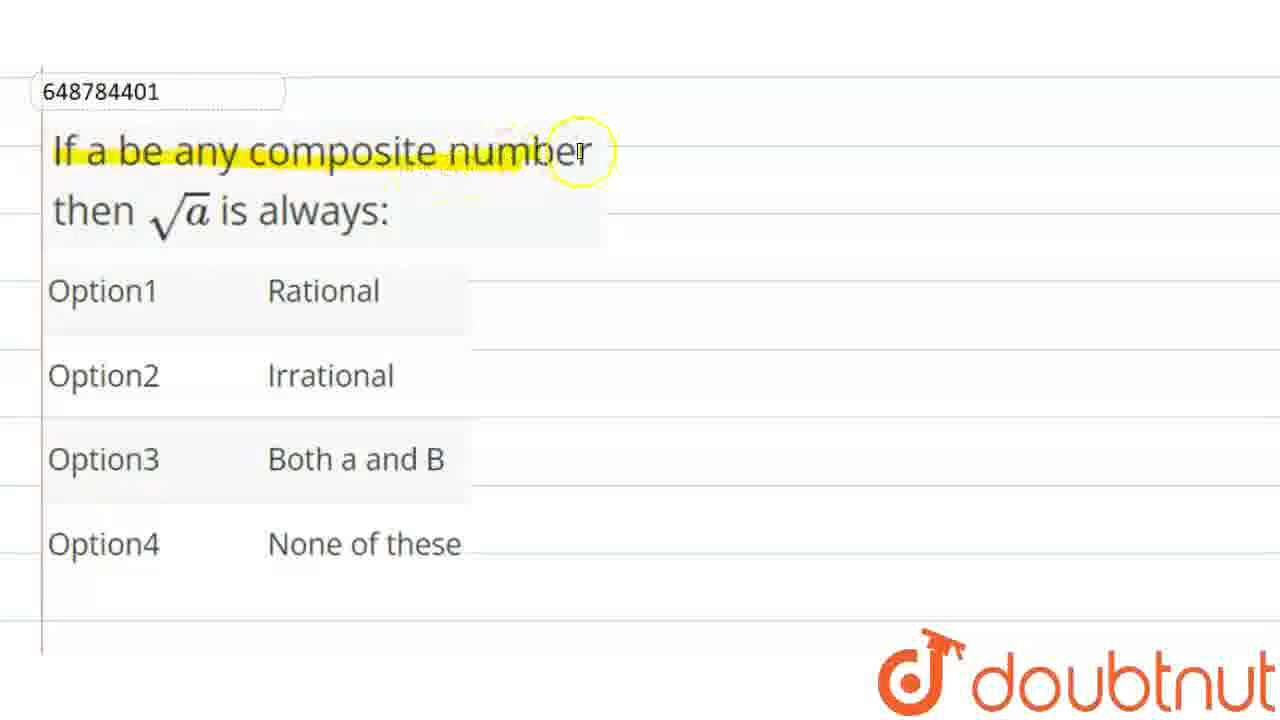 648784401
If a be any composite number
then √a is always:
Option1 Rational
Option2 Irrational
Option3 Both a and B
Option4 None of these
doubtnut